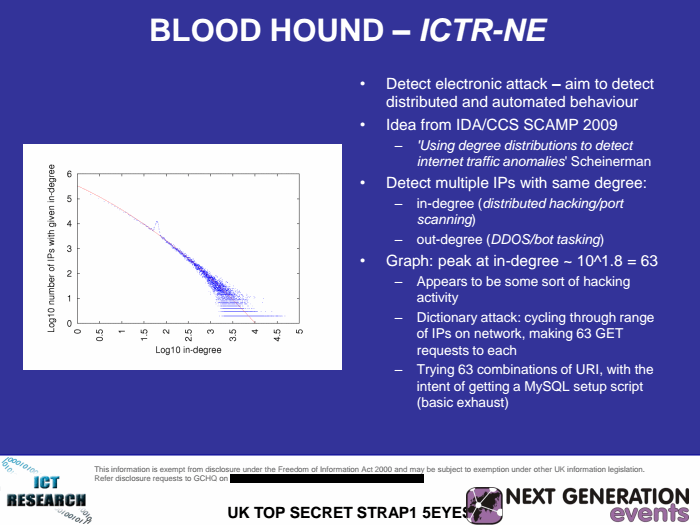 BLOOD HOUND – ICTR-NE
• Detect electronic attack – aim to detect
distributed and automated behaviour
• Idea from IDA/CCS SCAMP 2009
– 'Using degree distributions to detect
internet traffic anomalies' Scheinerman
• Detect multiple IPs with same degree:
– in-degree (distributed hacking/port
scanning)
– out-degree (DDOS/bot tasking)
• Graph: peak at in-degree ~ 10^1.8 = 63
– Appears to be some sort of hacking
activity
– Dictionary attack: cycling through range
of IPs on network, making 63 GET
requests to each
– Trying 63 combinations of URI, with the
intent of getting a MySQL setup script
(basic exhaust)
Log10 number of IPs with given in-degree
6
5
4
3
2
1
0
0 0.5 1 1.5 2 2.5 3 3.5 4 4.5 5
Log10 in-degree
This information is exempt from disclosure under the Freedom of Information Act 2000 and may be subject to exemption under other UK information legislation.
Refer disclosure requests to GCHQ on
ICT
RESEARCH
UK TOP SECRET STRAP1 5EYES
NEXT GENERATION
events